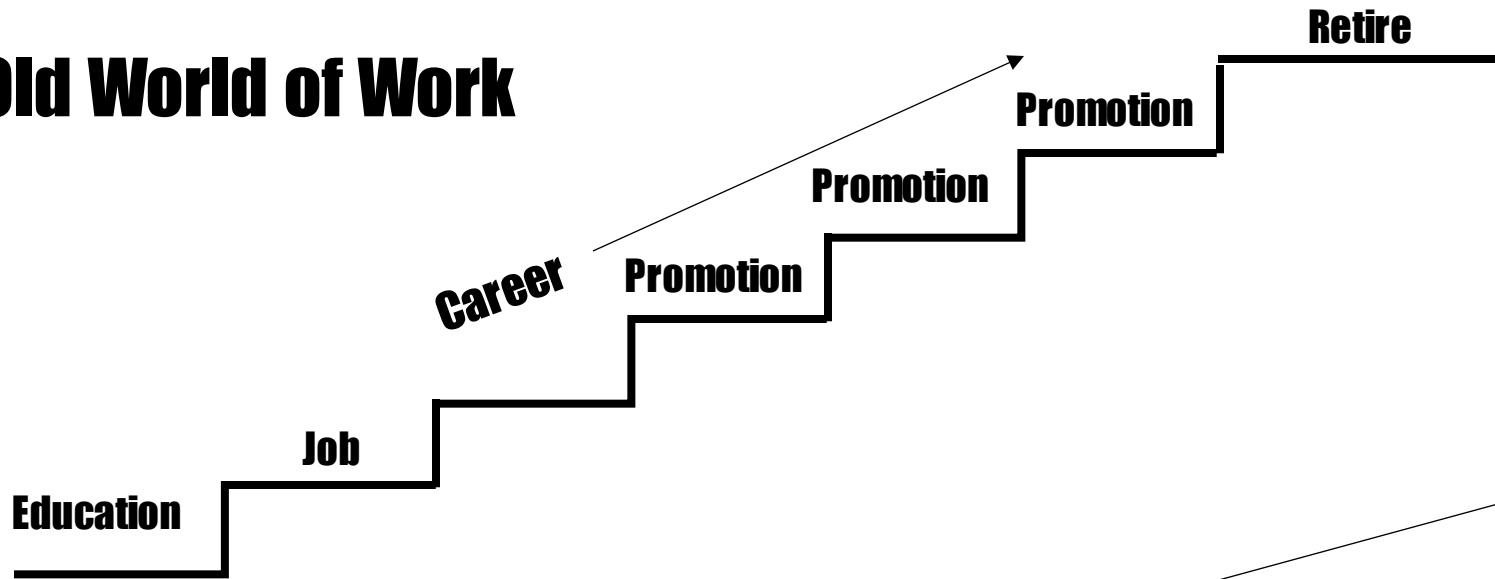 Old World of Work
Retire
Promotion
Promotion
Promotion
Career
Job
Education